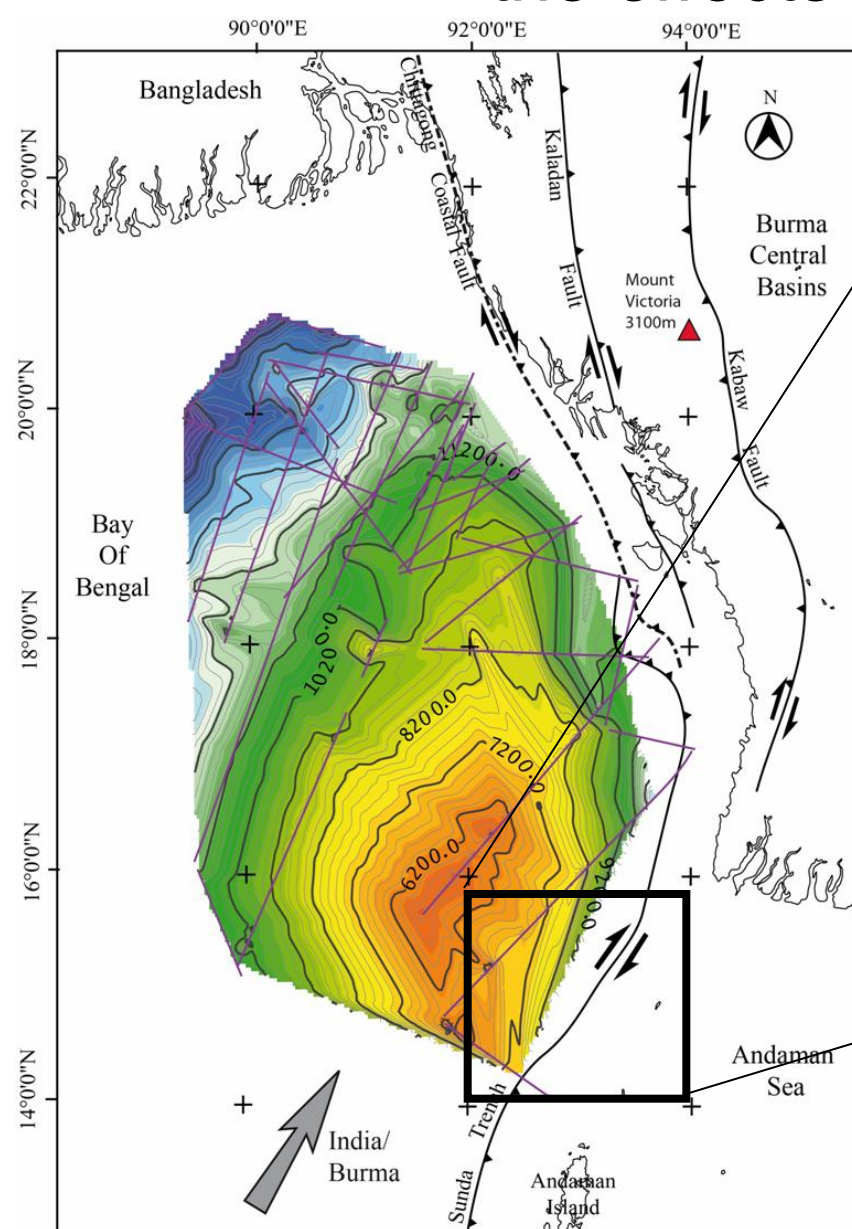 90°0'0"E
92°0'0"E
94°0'0"E
22°0'0"N
20°0'0"N
18°0'0"N
16°0'0"N
14°0'0"N
Bangladesh
Chittagong
Coastal
Fault
Kaladan
Fault
N
Burma
Central
Basins
Mount
Victoria
3100m
Kabaw
Fault
Bay
Of
Bengal
11200.0
10200.0
8200.0
7200.0
6200.0
9200.0
Andaman
Sea
India/
Burma
Sunda
Trench
Andaman
Island